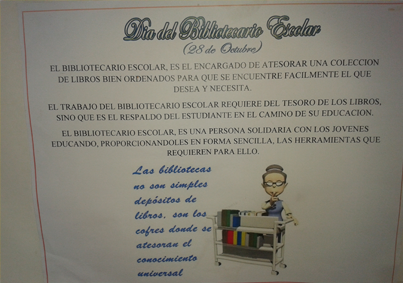 Dia del Bibliotecario Escolar
(28 de Octubre)
EL BIBLIOTECARIO ESCOLAR, ES EL ENCARGADO DE ATESORAR UNA COLECCION
DE LIBROS BIEN ORDENADOS PARA QUE SE ENCUENTRE FACILMENTE EL QUE
DESEA Y NECESITA.
EL TRABAJO DEL BIBLIOTECARIO ESCOLAR REQUIERE DEL TESORO DE LOS LIBROS,
SINO QUE ES EL RESPALDO DEL ESTUDIANTE EN EL CAMINO DE SU EDUCACION.
EL BIBLIOTECARIO ESCOLAR, ES UNA PERSONA SOLIDARIA CON LOS JOVENES
EDUCANDO, PROPORCIONANDOLES EN FORMA SENCILLA, LAS HERRAMIENTAS QUE
REQUIEREN PARA ELLO.
Las bibliotecas
no son simples
depósitos de
libros, son los
cofres donde se
atesoran el
conocimiento
universal